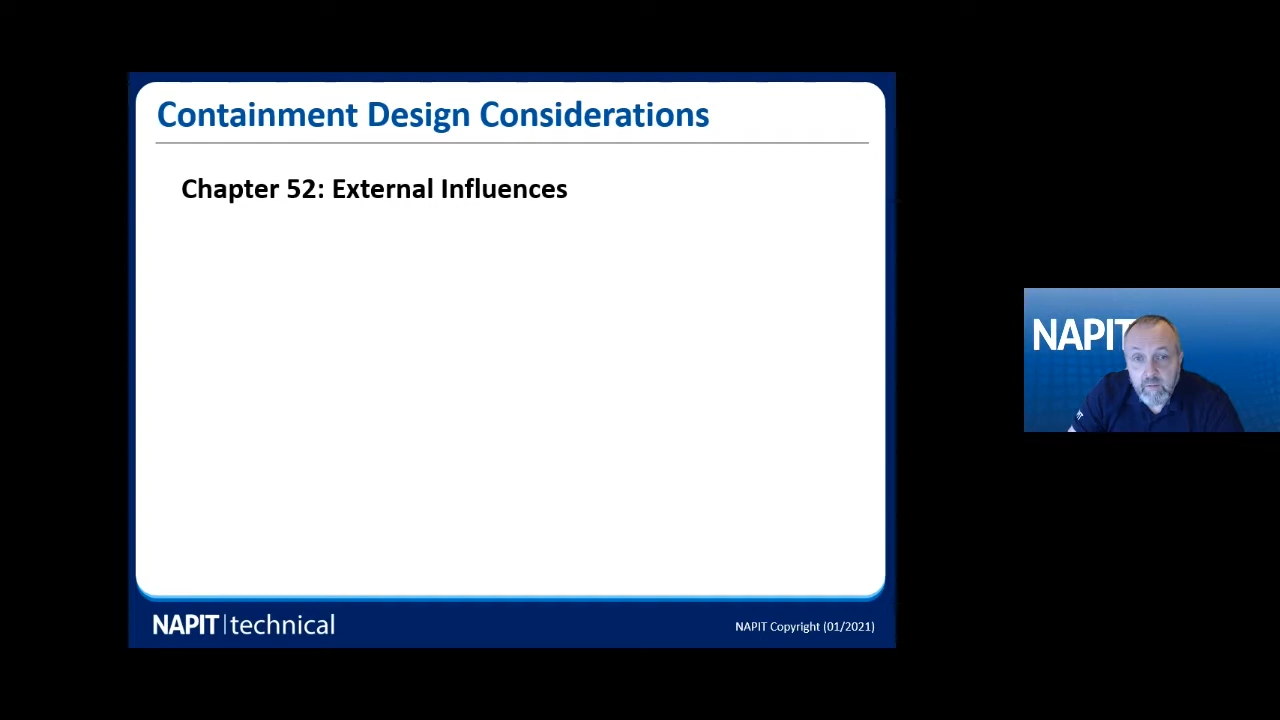 Containment Design Considerations
Chapter 52: External Influences
NAPIT
NAPIT | technical
NAPIT Copyright (01/2021)